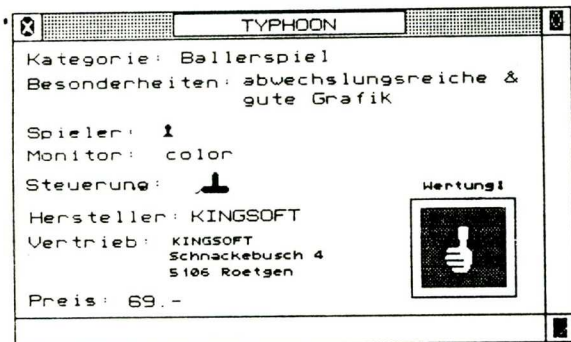 TYPHOON
Kategorie: Ballerspiel
Besonderheiten: abwechslungsreiche &
gute Grafik
Spieler:
Monitor: color
Steuerung:
Wertung!
Hersteller: KINGSOFT
Vertrieb: KINGSOFT
Schnackebusch 4
5106 Roetgen
Preis: 69.-